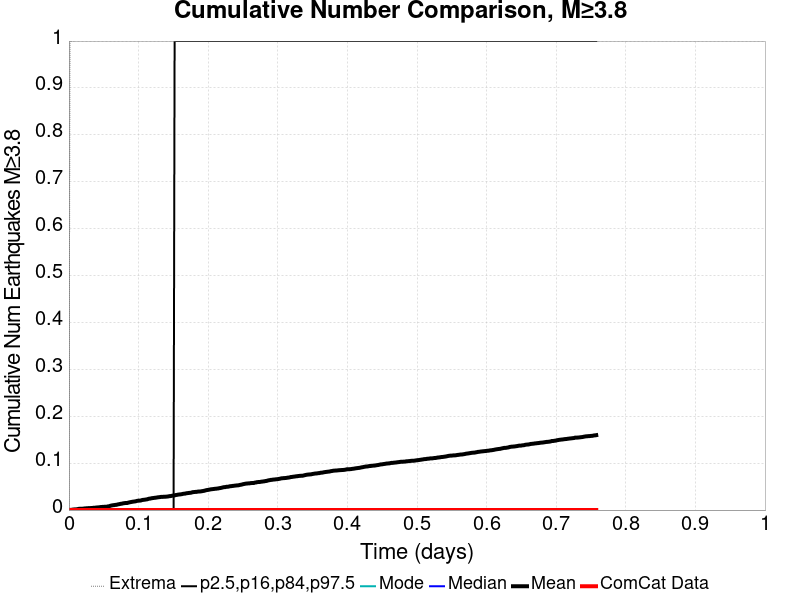 Cumulative Number Comparison, M≥3.8
Cumulative Num Earthquakes M≥3.8
1
0.9
0.8
0.7
0.6
0.5
0.4
0.3
0.2
0.1
0
0 0.1 0.2 0.3 0.4 0.5 0.6 0.7 0.8 0.9 1
Time (days)
Extrema p2.5,p16,p84,p97.5 Mode Median Mean ComCat Data